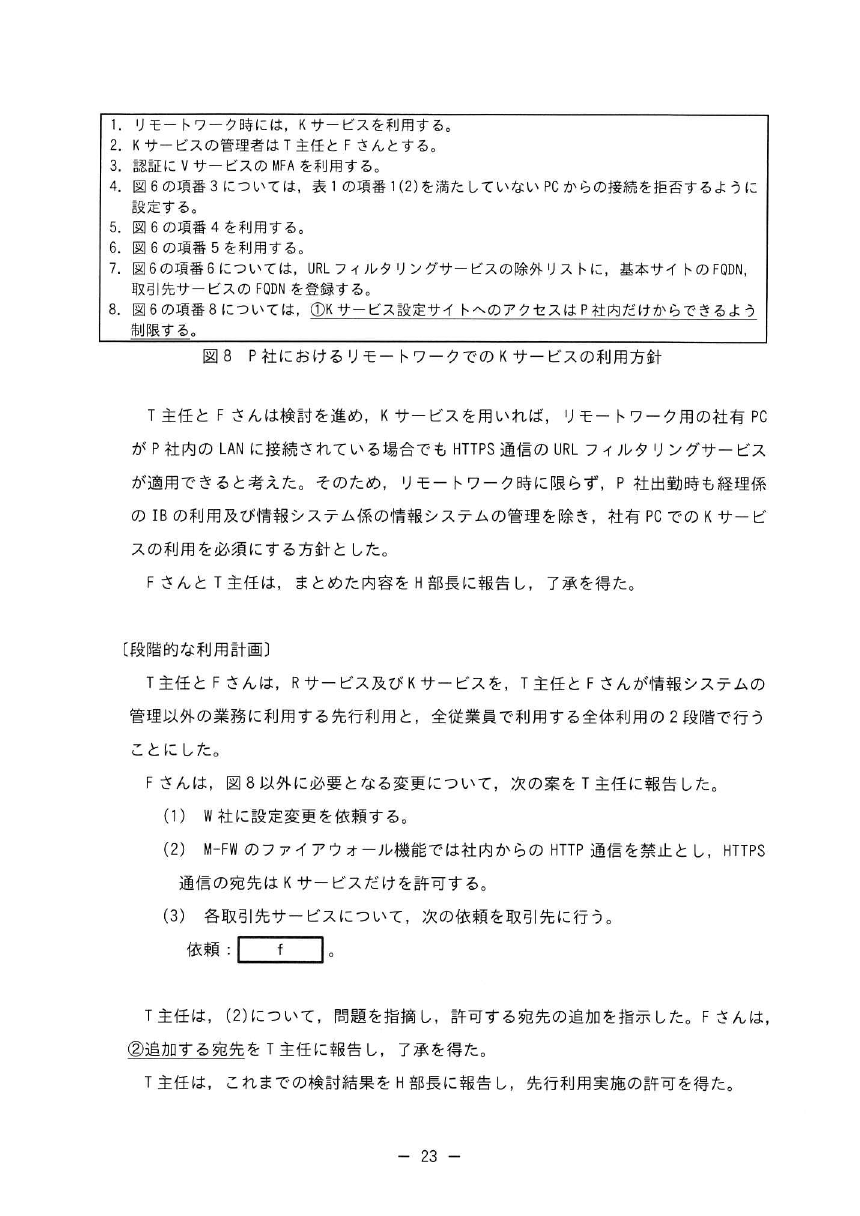 1. リモートワーク時には，Kサービスを利用する。
2. Kサービスの管理者はT主任とFさんとする。
3. 認証にVサービスのMFAを利用する。
4. 図6の項番3については，表1の項番1(2)を満たしていないPCからの接続を拒否するように
設定する。
5. 図6の項番4を利用する。
6. 図6の項番5を利用する。
7. 図6の項番6については，URLフィルタリングサービスの除外リストに，基本サイトのFQDN，
取引先サービスのFQDNを登録する。
8. 図6の項番8については，①Kサービス設定サイトへのアクセスはP社内だけからできるよう
制限する。
図8 P社におけるリモートワークでのKサービスの利用方針
T主任とFさんは検討を進め，Kサービスを用いれば，リモートワーク用の社有PC
がP社内のLANに接続されている場合でもHTTPS通信のURLフィルタリングサービス
が適用できると考えた。そのため，リモートワーク時に限らず，P社出勤時も経理係
のIBの利用及び情報システム係の情報システムの管理を除き，社有PCでのKサービ
スの利用を必須にする方針とした。
FさんとT主任は，まとめた内容をH部長に報告し，了承を得た。
〔段階的な利用計画〕
T主任とFさんは，Rサービス及びKサービスを，T主任とFさんが情報システムの
管理以外の業務に利用する先行利用と，全従業員で利用する全体利用の2段階で行う
ことにした。
Fさんは，図8以外に必要となる変更について，次の案をT主任に報告した。
(1) W社に設定変更を依頼する。
(2) M-FWのファイアウォール機能では社内からのHTTP通信を禁止とし，HTTPS
通信の宛先はKサービスだけを許可する。
(3) 各取引先サービスについて，次の依頼を取引先に行う。
依頼： f 。
T主任は，(2)について，問題を指摘し，許可する宛先の追加を指示した。Fさんは，
②追加する宛先をT主任に報告し，了承を得た。
T主任は，これまでの検討結果をH部長に報告し，先行利用実施の許可を得た。
― 23 ―